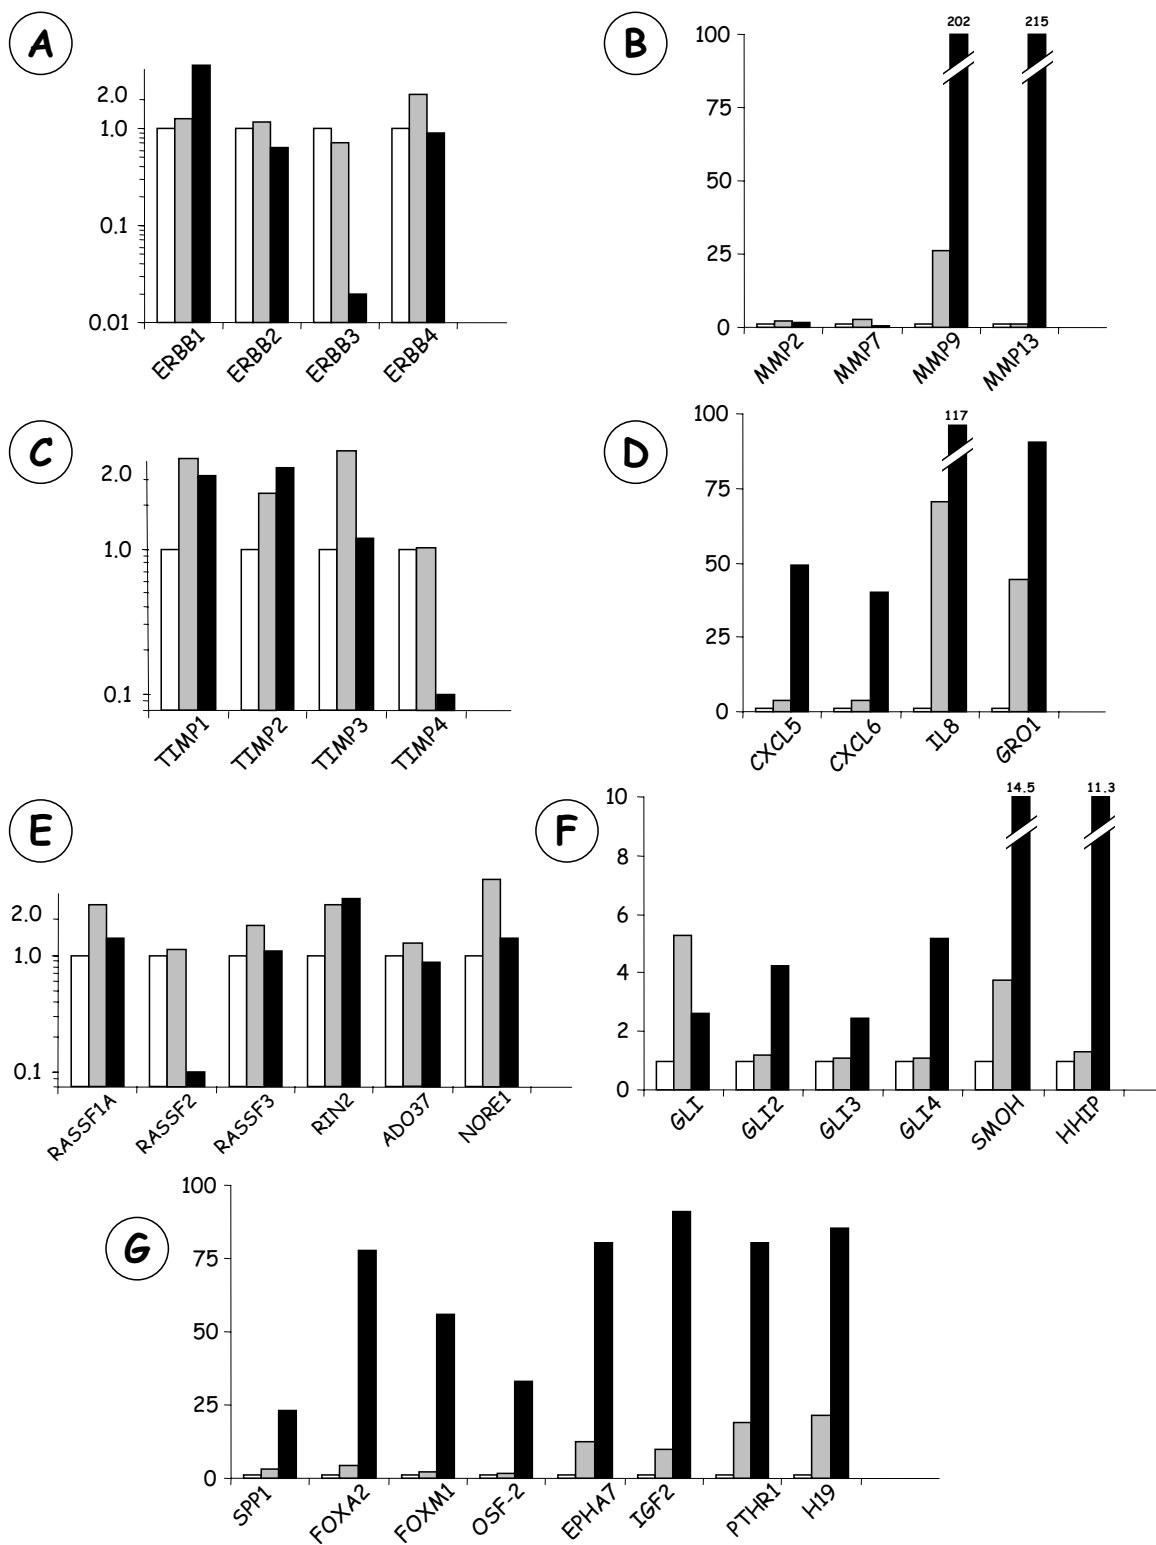 A
2.0
1.0
0.1
0.01
ERBB1
ERBB2
ERBB3
ERBB4
B
202
215
100
75
50
25
0
MMP2
MMP7
MMP9
MMP13
C
2.0
1.0
0.1
TIMP1
TIMP2
TIMP3
TIMP4
D
117
100
75
50
25
0
CXCL5
CXCL6
IL8
GRO1
E
2.0
1.0
0.1
RASSF1A
RASSF2
RASSF3
RIN2
ADO37
NORE1
F
14.5
11.3
10
8
6
4
2
0
GLI
GLI2
GLI3
GLI4
SMOH
HHIP
G
100
75
50
25
0
SPP1
FOXA2
FOXM1
OSF-2
EPHA7
IGF2
PTHR1
H19